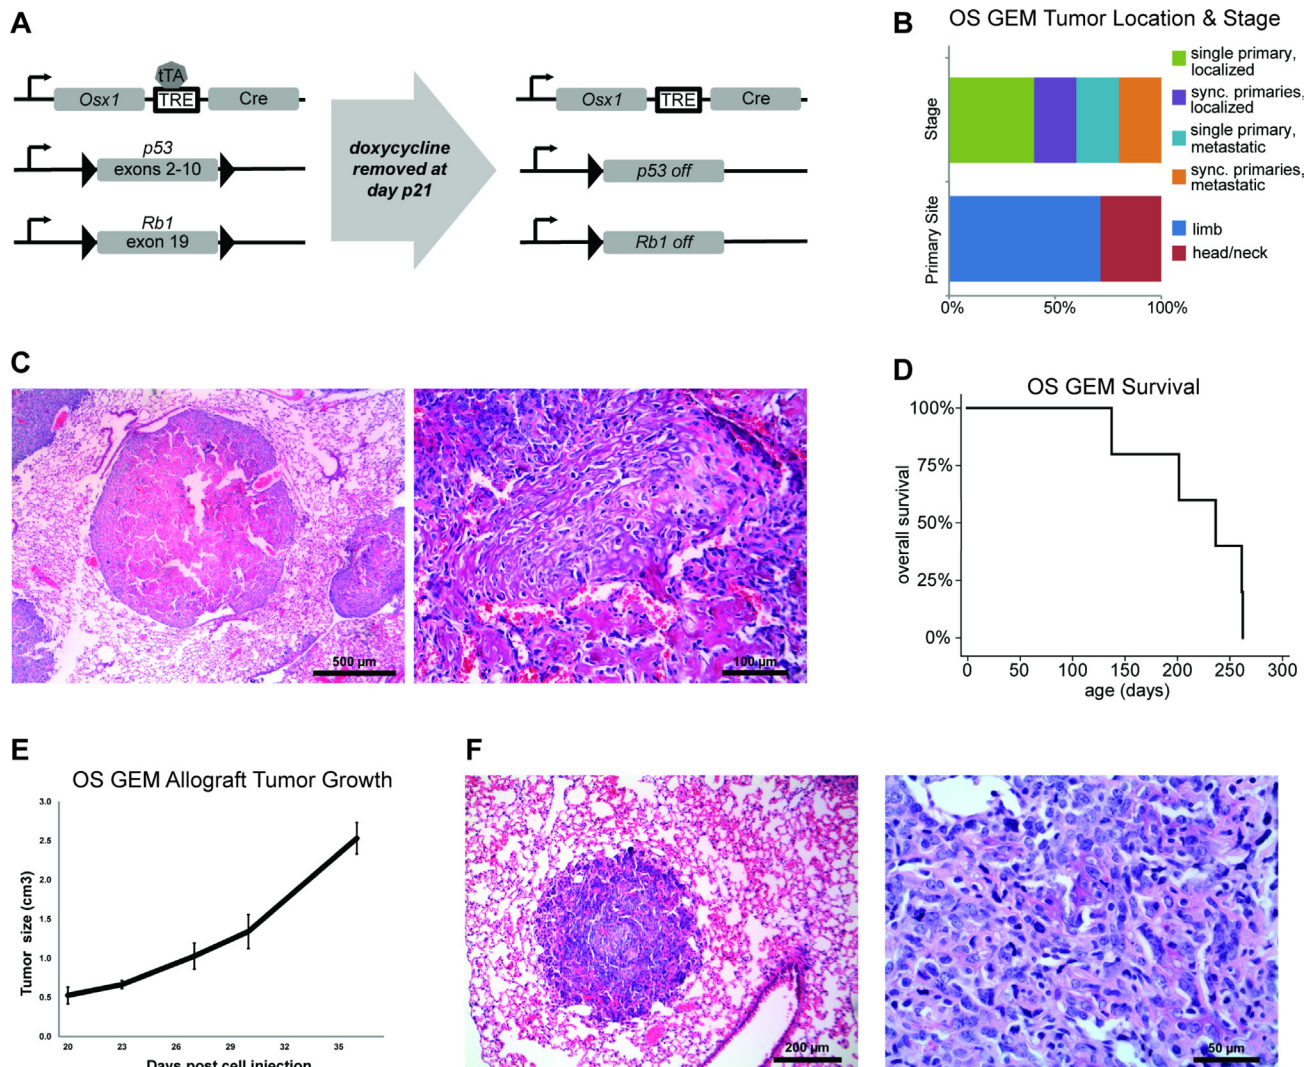 A
tTA
Osx1
TRE
Cre
p53
exons 2-10
Rb1
exon 19
doxycycline
removed at
day p21
Osx1
TRE
Cre
p53 off
Rb1 off
B
OS GEM Tumor Location & Stage
Stage
Primary Site
0%
50%
100%
single primary,
localized
sync. primaries,
localized
single primary,
metastatic
sync. primaries,
metastatic
limb
head/neck
C
500 µm
100 µm
D
OS GEM Survival
overall survival
100%
75%
50%
25%
0%
0 50 100 150 200 250 300
age (days)
E
OS GEM Allograft Tumor Growth
Tumor size (cm3)
3.0
2.5
2.0
1.5
1.0
0.5
0.0
20 23 26 29 32 35
Days post cell injection
F
200 µm
50 µm